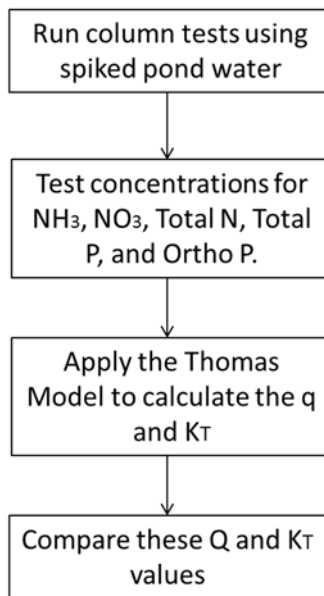 Run column tests using
spiked pond water
Test concentrations for
NH₃, NO₃, Total N, Total
P, and Ortho P.
Apply the Thomas
Model to calculate the q
and KT
Compare these Q and KT
values